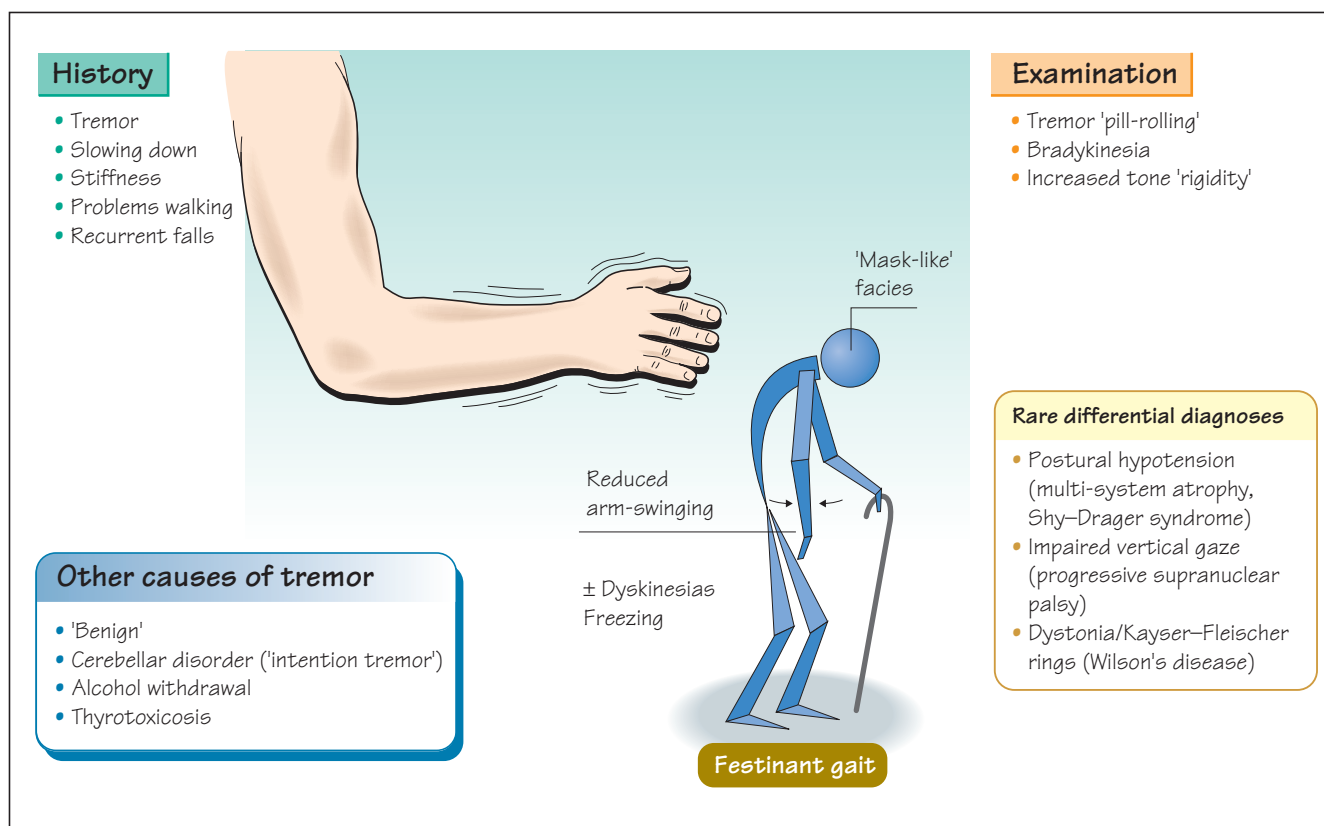 History
• Tremor
• Slowing down
• Stiffness
• Problems walking
• Recurrent falls
Examination
• Tremor 'pill-rolling'
• Bradykinesia
• Increased tone 'rigidity'
'Mask-like'
facies
Reduced
arm-swinging
± Dyskinesias
Freezing
Festinant gait
Other causes of tremor
• 'Benign'
• Cerebellar disorder ('intention tremor')
• Alcohol withdrawal
• Thyrotoxicosis
Rare differential diagnoses
• Postural hypotension
(multi-system atrophy,
Shy–Drager syndrome)
• Impaired vertical gaze
(progressive supranuclear
palsy)
• Dystonia/Kayser–Fleischer
rings (Wilson's disease)